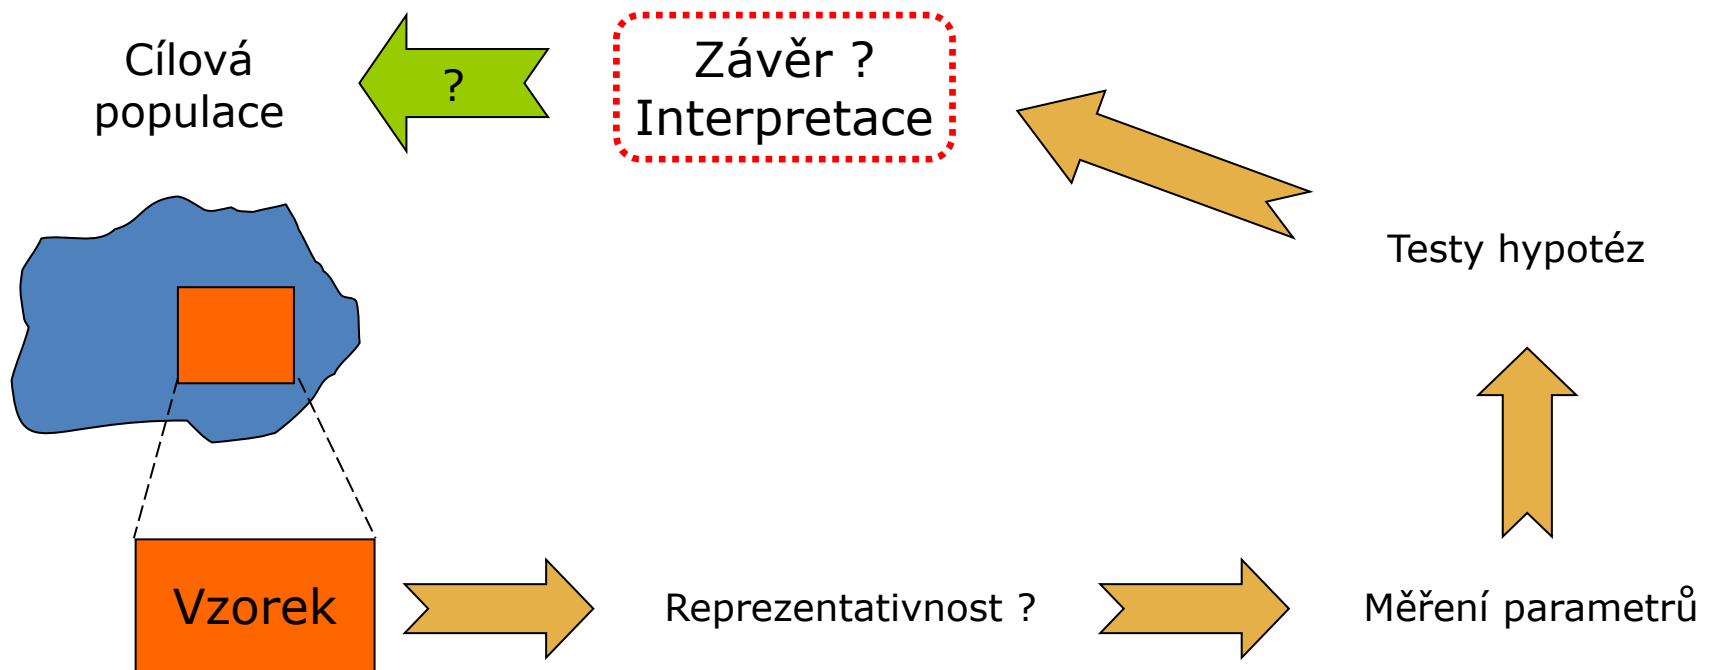 Cílová
populace
?
Závěr ?
Interpretace
Testy hypotéz
Vzorek
Reprezentativnost ?
Měření parametrů